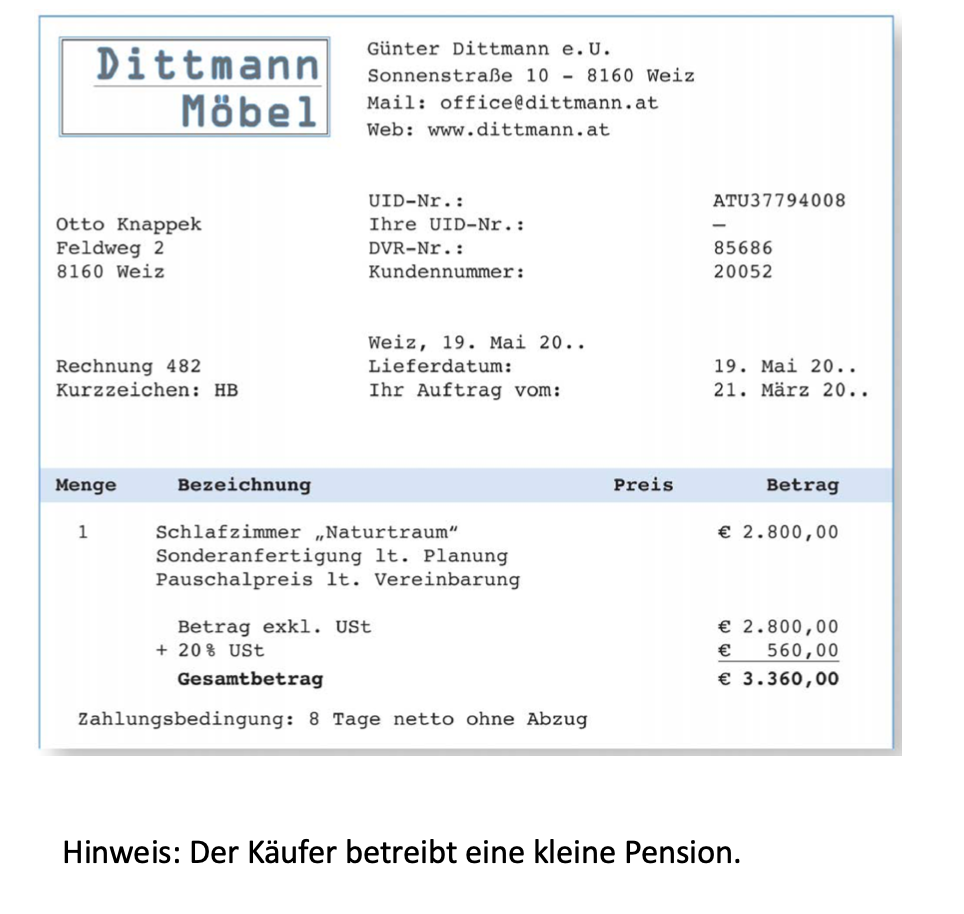 Dittmann
Möbel
Günter Dittmann e.U.
Sonnenstraße 10 – 8160 Weiz
Mail: office@dittmann.at
Web: www.dittmann.at
UID-Nr.: ATU37794008
Otto Knappek Ihre UID-Nr.: —
Feldweg 2 DVR-Nr.: 85686
8160 Weiz Kundennummer: 20052
Weiz, 19. Mai 20..
Rechnung 482 Lieferdatum: 19. Mai 20..
Kurzzeichen: HB Ihr Auftrag vom: 21. März 20..
Menge Bezeichnung Preis Betrag
1 Schlafzimmer „Naturtraum“ € 2.800,00
Sonderanfertigung lt. Planung
Pauschalpreis lt. Vereinbarung
Betrag exkl. USt € 2.800,00
+ 20% USt € 560,00
Gesamtbetrag € 3.360,00
Zahlungsbedingung: 8 Tage netto ohne Abzug
Hinweis: Der Käufer betreibt eine kleine Pension.